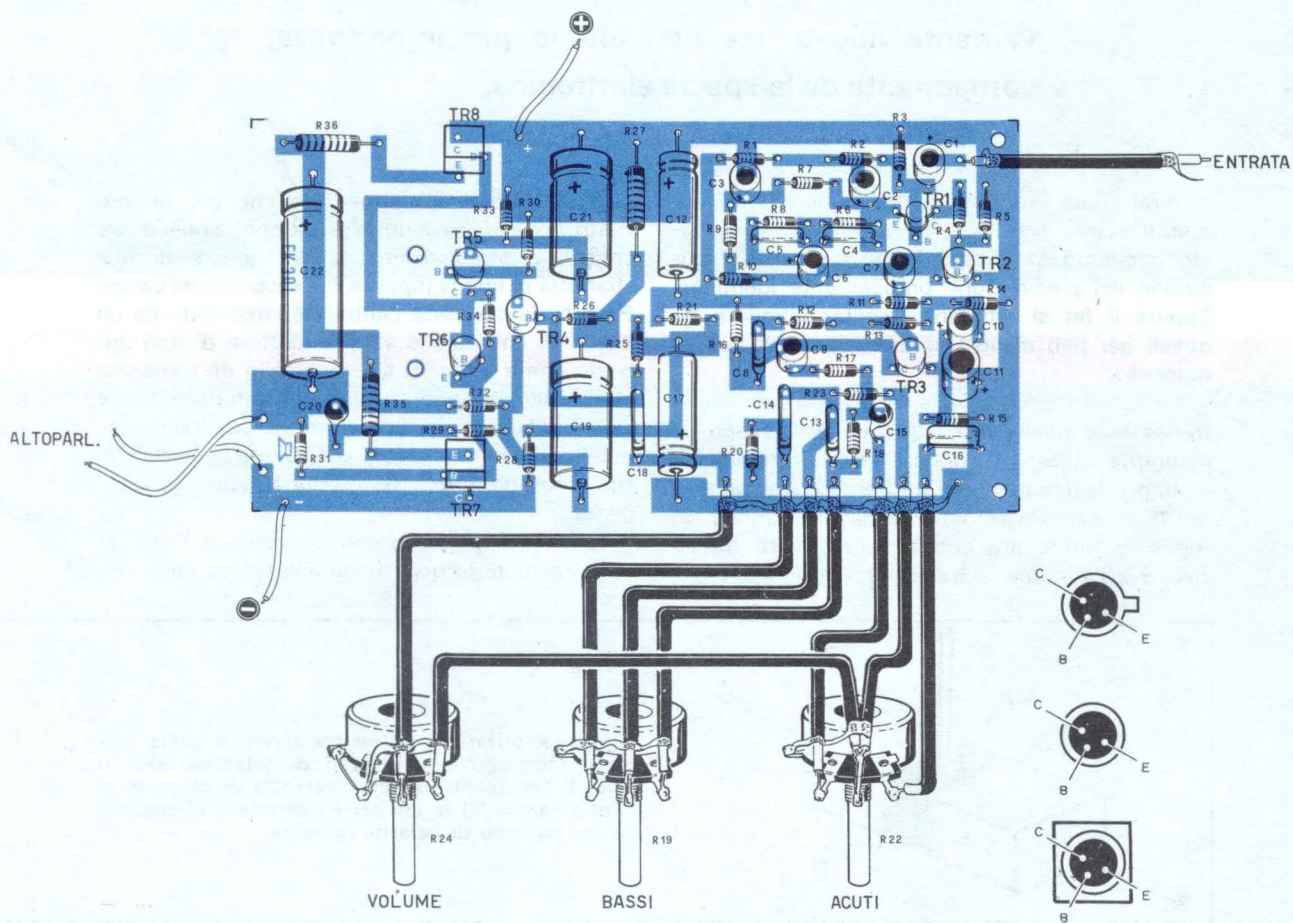 +
TR8
R36
C
B
E
+
R27
R3
R1
R2
C1
+
ENTRATA
C3
R7
C2
R33
R30
C21
C12
R8
R6
TR1
R4
R5
R9
C5
C4
E
B
C22
TR5
B
C
E
R10
C6
C7
TR2
B
R26
R21
R11
R14
R34
TR4
C
B
R12
C10
TR6
R25
R16
R13
C9
C8
R17
TR3
C11
C20
R35
R32
C17
C14
R23
C19
C13
C15
R15
R29
ALTOPARL.
R31
E
R28
C18
R20
R18
C16
B
-
C
TR7
-
C
E
B
C
E
B
R24
R19
R22
C
E
B
VOLUME
BASSI
ACUTI